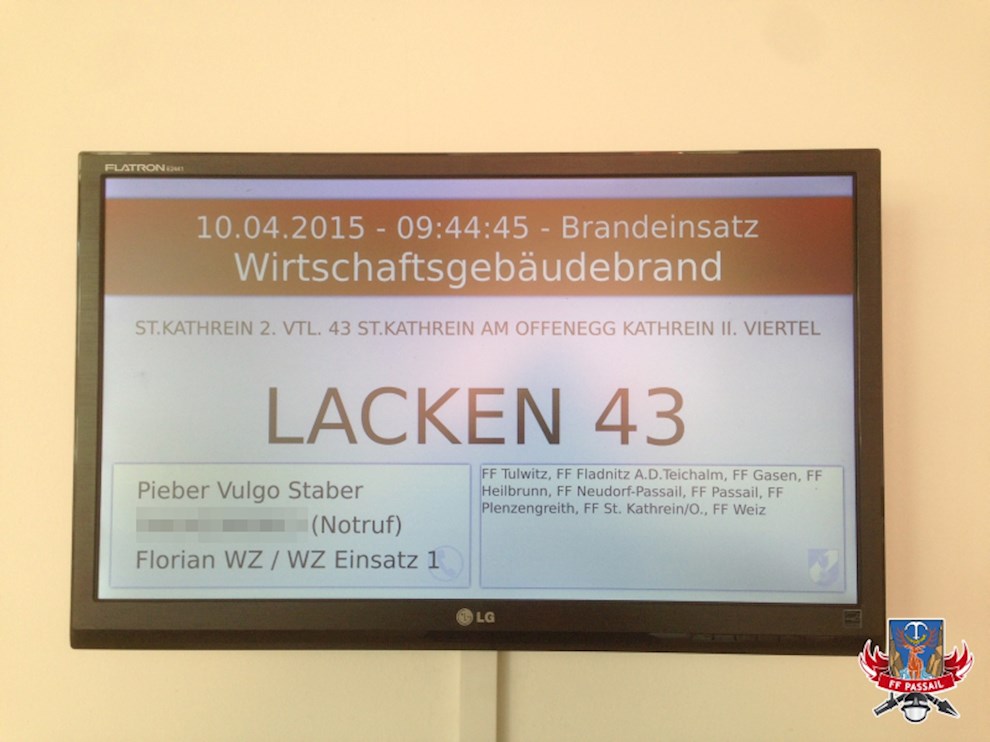 FLATRON E2441
10.04.2015 - 09:44:45 - Brandeinsatz
Wirtschaftsgebäudebrand
ST.KATHREIN 2. VTL. 43 ST.KATHREIN AM OFFENEGG KATHREIN II. VIERTEL
LACKEN 43
Pieber Vulgo Staber
(Notruf)
Florian WZ / WZ Einsatz 1
FF Tulwitz, FF Fladnitz A.D.Teichalm, FF Gasen, FF
Heilbrunn, FF Neudorf-Passail, FF Passail, FF
Plenzengreith, FF St. Kathrein/O., FF Weiz
LG
FF PASSAIL